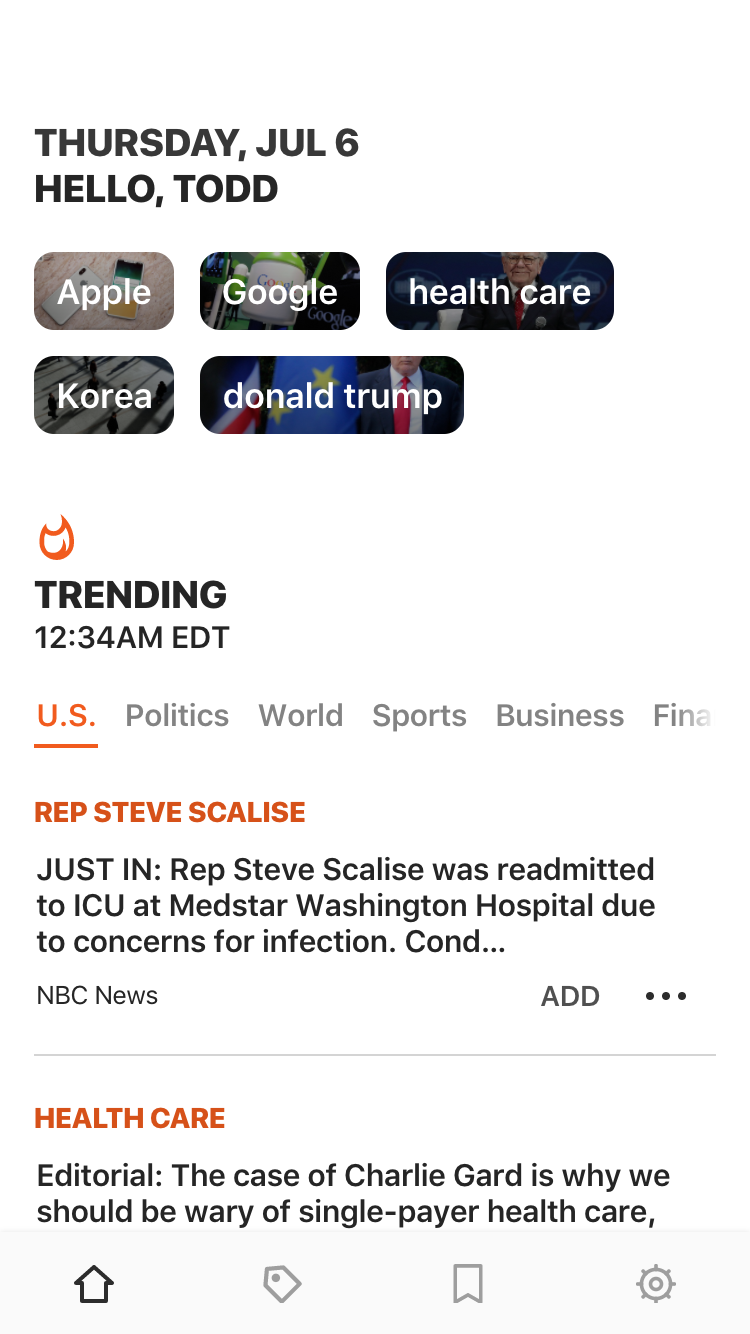 THURSDAY, JUL 6
HELLO, TODD
Apple
Google
health care
Google
Google
Korea
donald trump
TRENDING
12:34AM EDT
U.S. Politics World Sports Business Fina
REP STEVE SCALISE
JUST IN: Rep Steve Scalise was readmitted
to ICU at Medstar Washington Hospital due
to concerns for infection. Cond...
NBC News ADD
HEALTH CARE
Editorial: The case of Charlie Gard is why we
should be wary of single-payer health care,